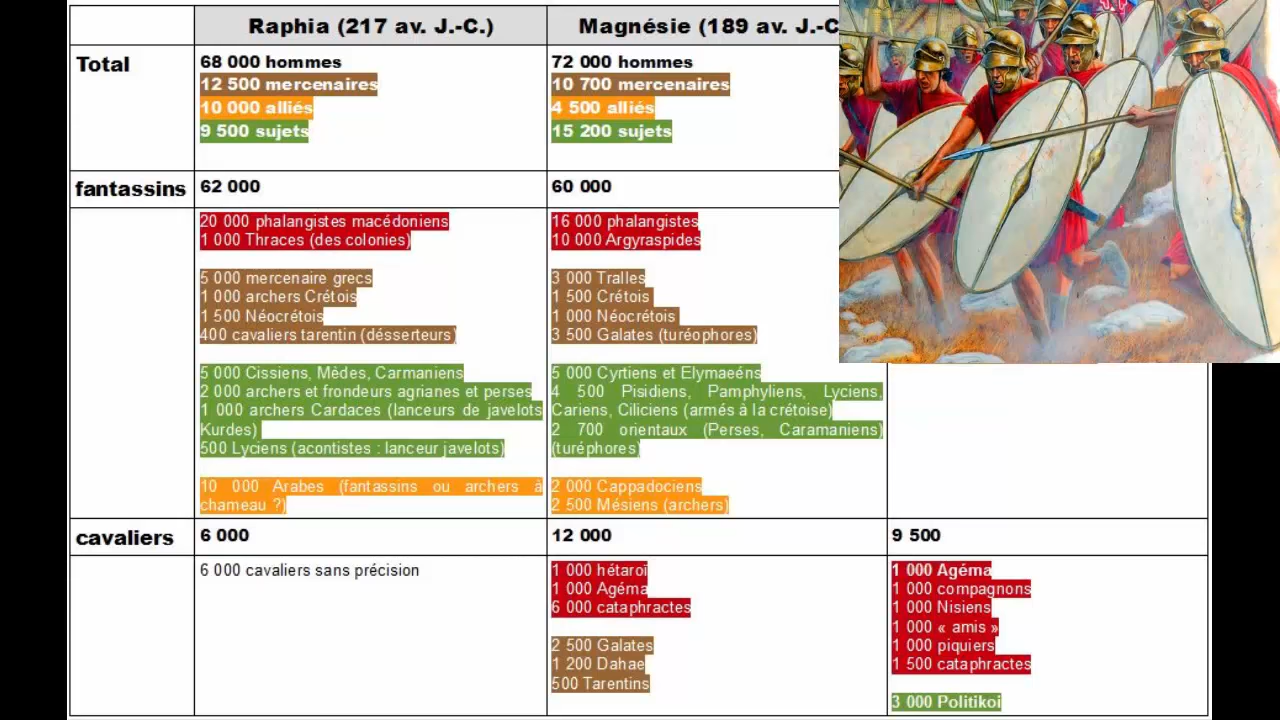 Raphia (217 av. J.-C.)
Magnésie (189 av. J.-C
Total
68 000 hommes
12 500 mercenaires
10 000 alliés
9 500 sujets
72 000 hommes
10 700 mercenaires
4 500 alliés
15 200 sujets
fantassins
62 000
60 000
20 000 phalangistes macédoniens
1 000 Thraces (des colonies)
5 000 mercenaire grecs
1 000 archers Crétois
1 500 Néocrétois
400 cavaliers tarentin (désserteurs)
5 000 Cissiens, Mèdes, Carmaniens
2 000 archers et frondeurs agrianes et perses
1 000 archers Cardaces (lanceurs de javelots
Kurdes)
500 Lyciens (acontistes : lanceur javelots)
10 000 Arabes (fantassins ou archers à
chameau ?)
16 000 phalangistes
10 000 Argyraspides
3 000 Tralles
1 500 Crétois
1 000 Néocrétois
3 500 Galates (turéophores)
5 000 Cyrtiens et Elymaeéns
4 500 Pisidiens, Pamphyliens, Lyciens,
Cariens, Ciliciens (armés à la crétoise)
2 700 orientaux (Perses, Caramaniens)
(turéphores)
2 000 Cappadociens
2 500 Mésiens (archers)
cavaliers
6 000
12 000
9 500
6 000 cavaliers sans précision
1 000 hétaroï
1 000 Agéma
6 000 cataphractes
2 500 Galates
1 200 Dahae
500 Tarentins
1 000 Agéma
1 000 compagnons
1 000 Nisiens
1 000 « amis »
1 000 piquiers
1 500 cataphractes
3 000 Politikoi